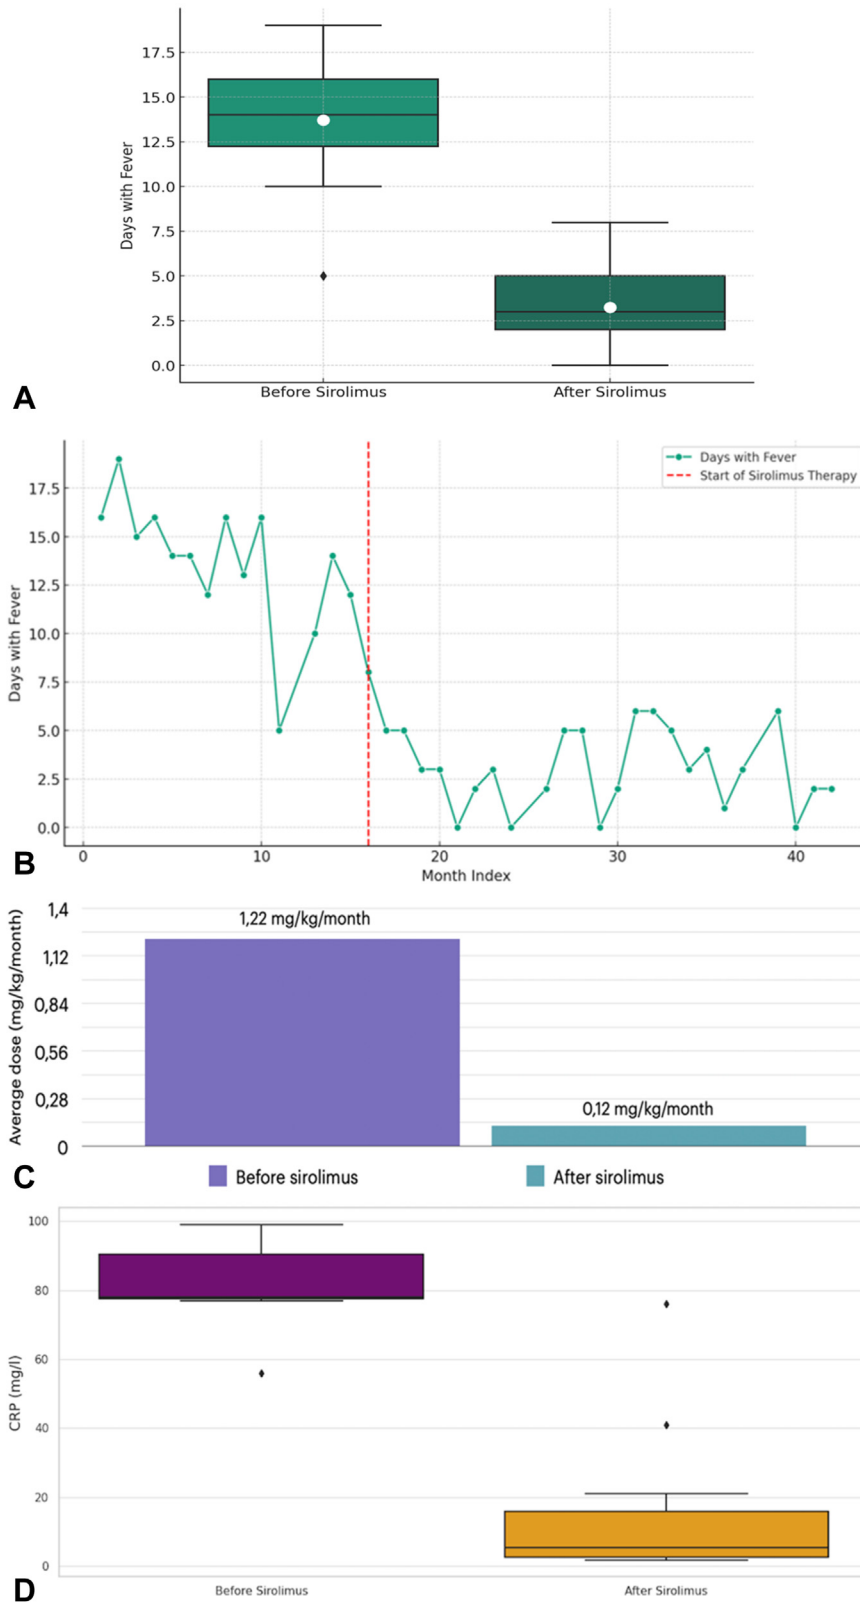 Days with Fever
17.5
15.0
12.5
10.0
7.5
5.0
2.5
0.0
Before Sirolimus After Sirolimus
A
Days with Fever
Start of Sirolimus Therapy
Days with Fever
17.5
15.0
12.5
10.0
7.5
5.0
2.5
0.0
0 10 20 30 40
Month Index
B
Average dose (mg/kg/month)
1,4
1,12
0,84
0,56
0,28
0
1,22 mg/kg/month
0,12 mg/kg/month
Before sirolimus After sirolimus
C
CRP (mg/l)
100
80
60
40
20
0
Before Sirolimus After Sirolimus
D